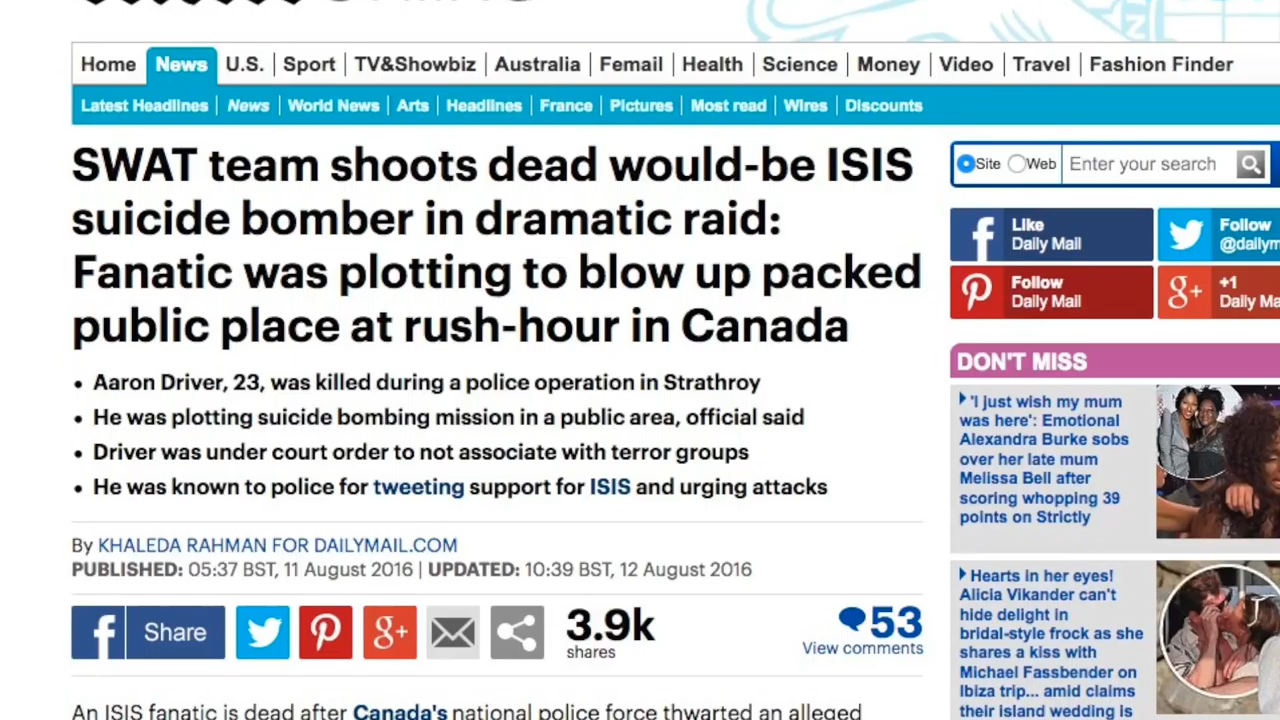 Home News U.S. Sport TV&Showbiz Australia Femail Health Science Money Video Travel Fashion Finder
Latest Headlines News World News Arts Headlines France Pictures Most read Wires Discounts
SWAT team shoots dead would-be ISIS
suicide bomber in dramatic raid:
Fanatic was plotting to blow up packed
public place at rush-hour in Canada
• Aaron Driver, 23, was killed during a police operation in Strathroy
• He was plotting suicide bombing mission in a public area, official said
• Driver was under court order to not associate with terror groups
• He was known to police for tweeting support for ISIS and urging attacks
By KHALEDA RAHMAN FOR DAILYMAIL.COM
PUBLISHED: 05:37 BST, 11 August 2016 | UPDATED: 10:39 BST, 12 August 2016
f Share
g+
3.9k
shares
53
View comments
An ISIS fanatic is dead after Canada's national police force thwarted an alleged
Site Web Enter your search
f Like
Daily Mail
Follow
@dailym
Follow
Daily Mail
g+ +1
Daily Ma
DON'T MISS
'I just wish my mum
was here': Emotional
Alexandra Burke sobs
over her late mum
Melissa Bell after
scoring whopping 39
points on Strictly
Hearts in her eyes!
Alicia Vikander can't
hide delight in
bridal-style frock as she
shares a kiss with
Michael Fassbender on
Ibiza trip... amid claims
their island wedding is